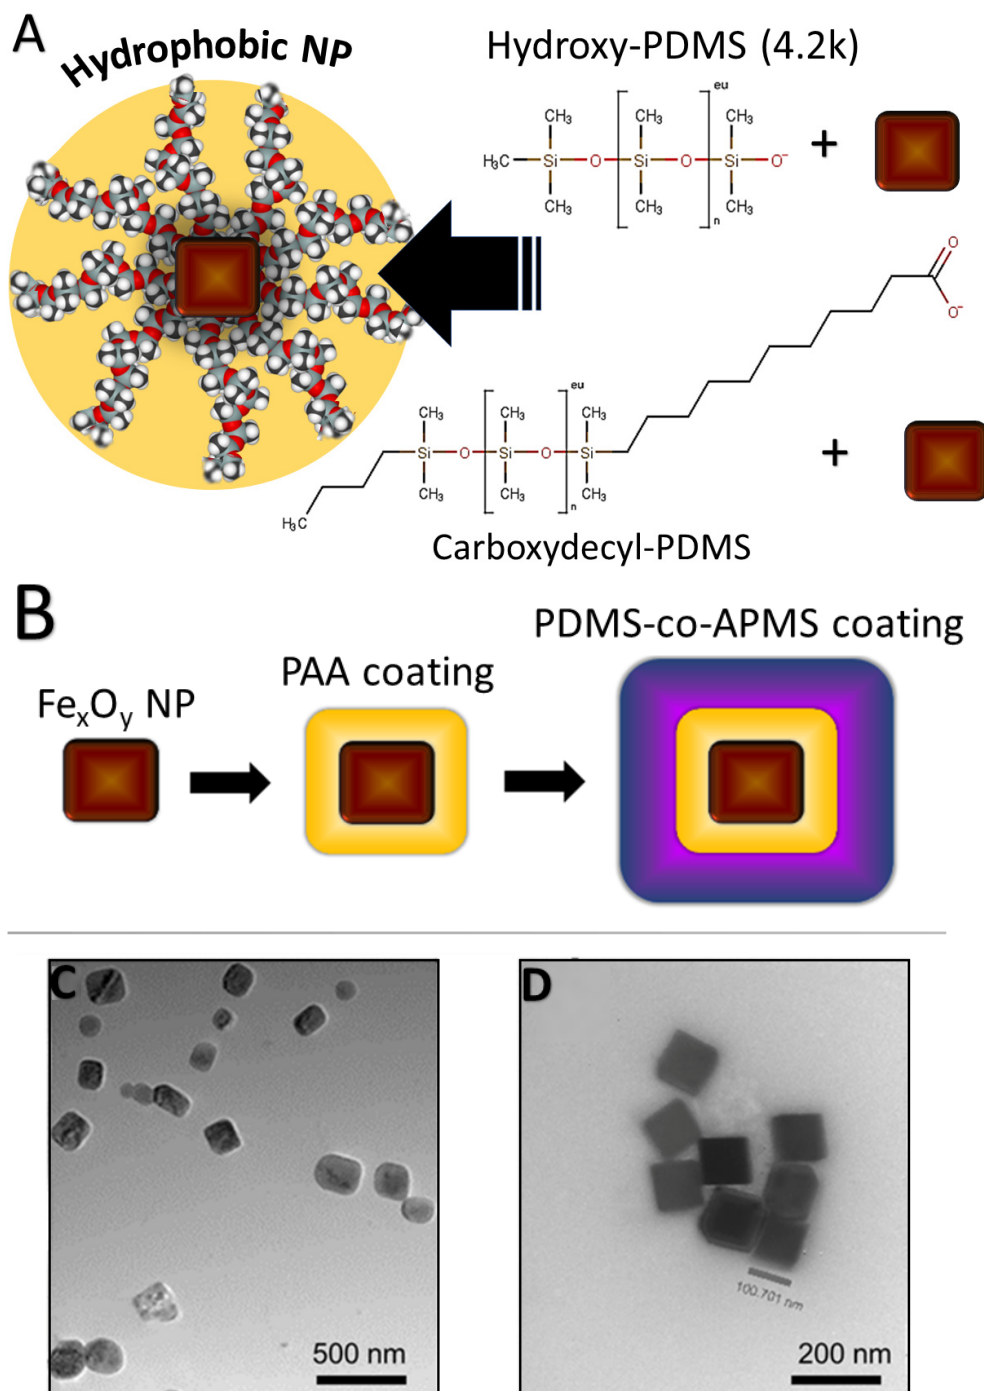 A
Hydrophobic NP
Hydroxy-PDMS (4.2k)
eu
CH₃ CH₃ CH₃
H₃C Si O Si O Si O⁻ +
CH₃ CH₃ CH₃
n
O
O⁻
eu
CH₃ CH₃ CH₃
Si O Si O Si +
CH₃ CH₃ CH₃
n
H₃C
Carboxydecyl-PDMS
B
PDMS-co-APMS coating
PAA coating
FeₓOᵧ NP
C
D
100.701 nm
500 nm
200 nm